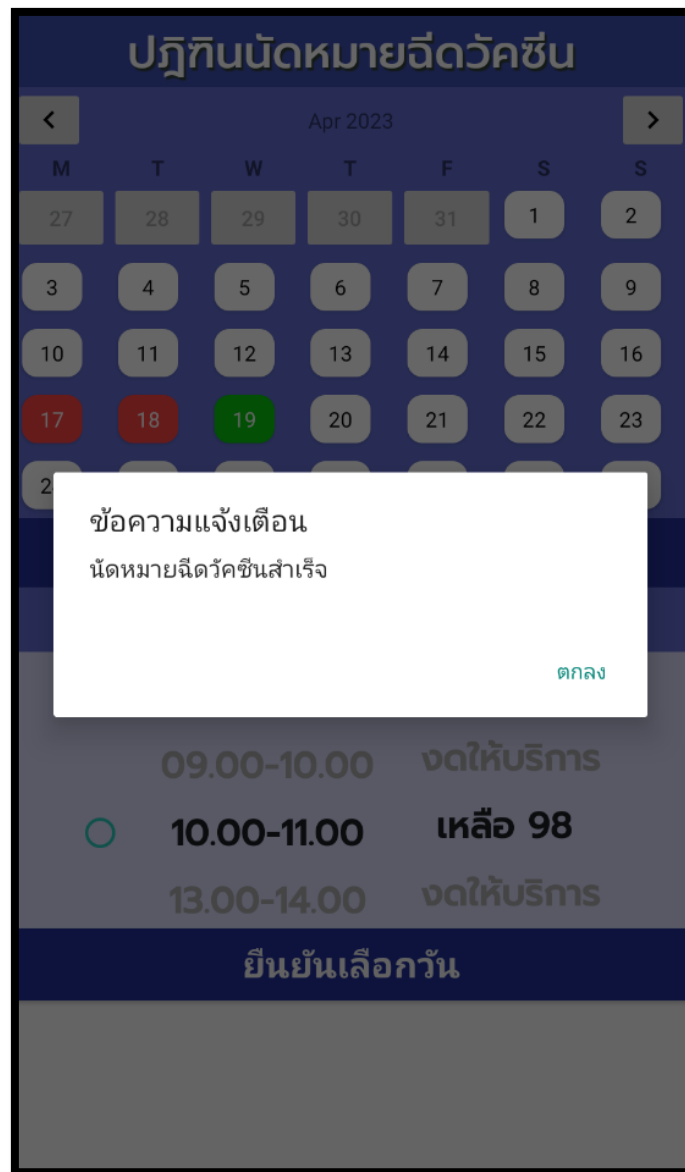 ปฎิฑินนัดหมายฉีดวัคซีน
Apr 2023
M T W T F S S
27 28 29 30 31 1 2
3 4 5 6 7 8 9
10 11 12 13 14 15 16
17 18 19 20 21 22 23
ข้อความแจ้งเตือน
นัดหมายฉีดวัคซีนสำเร็จ
ตกลง
09.00-10.00 งดให้บริการ
10.00-11.00 เหลือ 98
13.00-14.00 งดให้บริการ
ยืนยันเลือกวัน